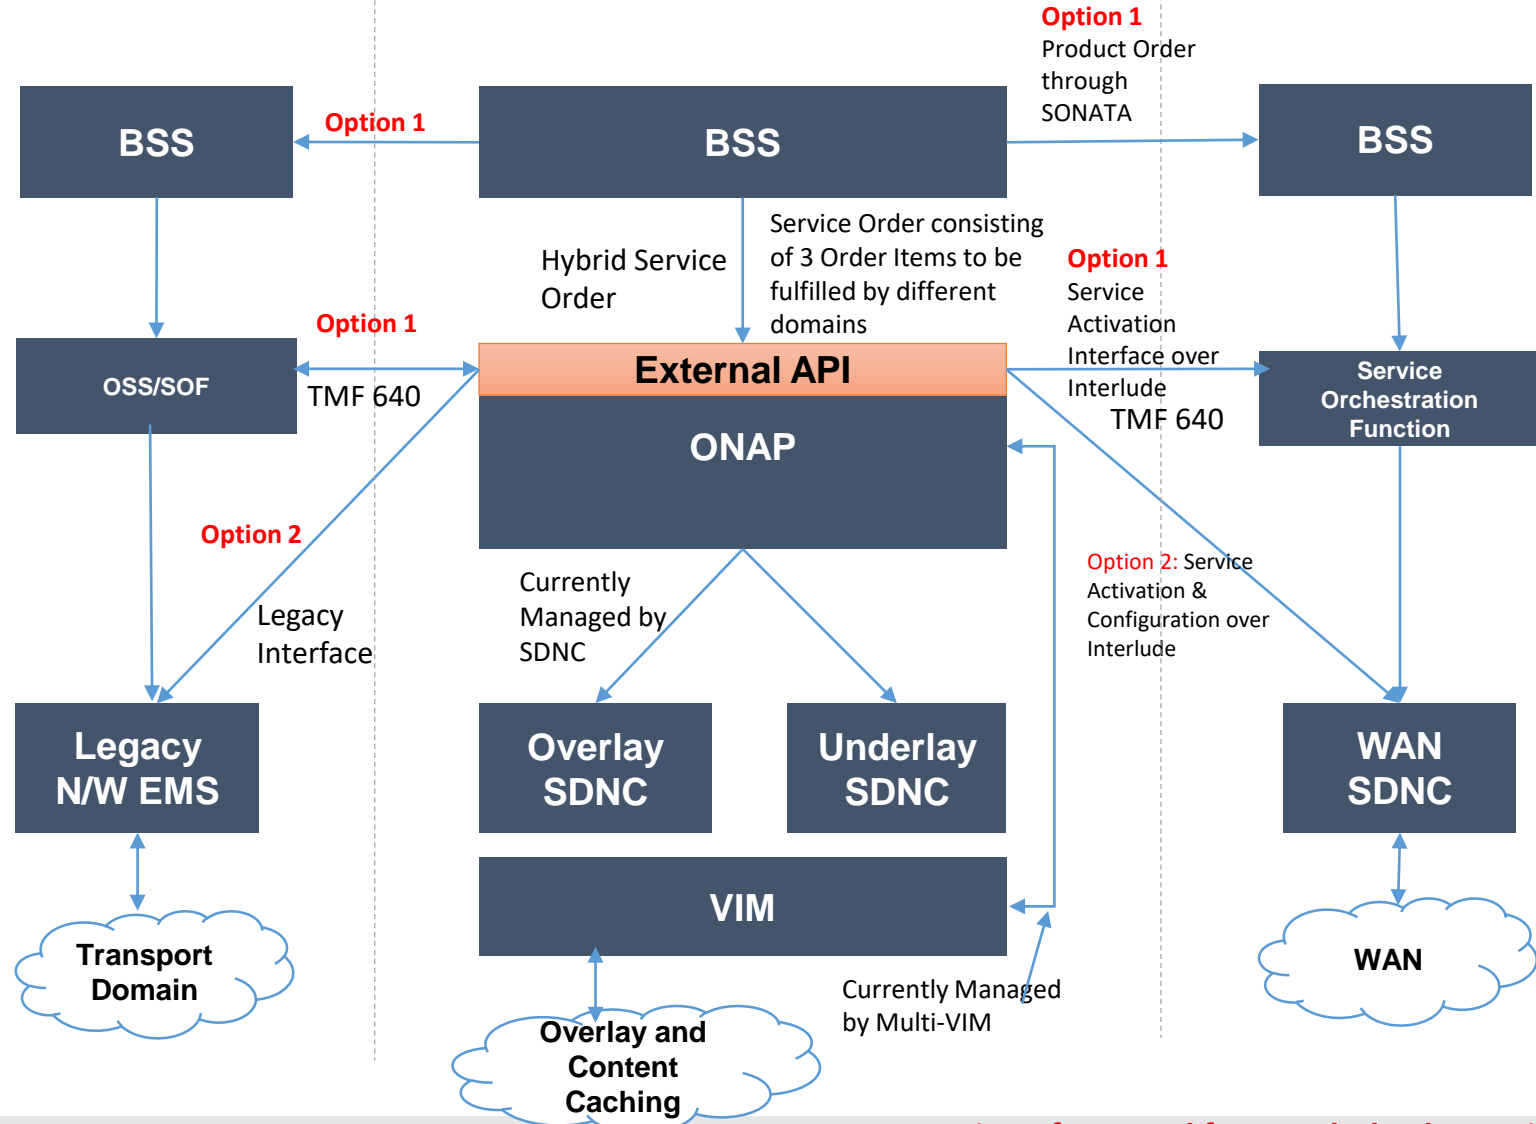 Option 1
Product Order
through
SONATA
BSS
Option 1
BSS
BSS
Hybrid Service
Order
Service Order consisting
of 3 Order Items to be
fulfilled by different
domains
Option 1
Service
Activation
Interface over
Interlude
TMF 640
Option 1
TMF 640
OSS/SOF
External API
ONAP
Service
Orchestration
Function
Option 2
Legacy
Interface
Currently
Managed by
SDNC
Option 2: Service
Activation &
Configuration over
Interlude
Legacy
N/W EMS
Overlay
SDNC
Underlay
SDNC
WAN
SDNC
VIM
Transport
Domain
WAN
Currently Managed
by Multi-VIM
Overlay and
Content
Caching